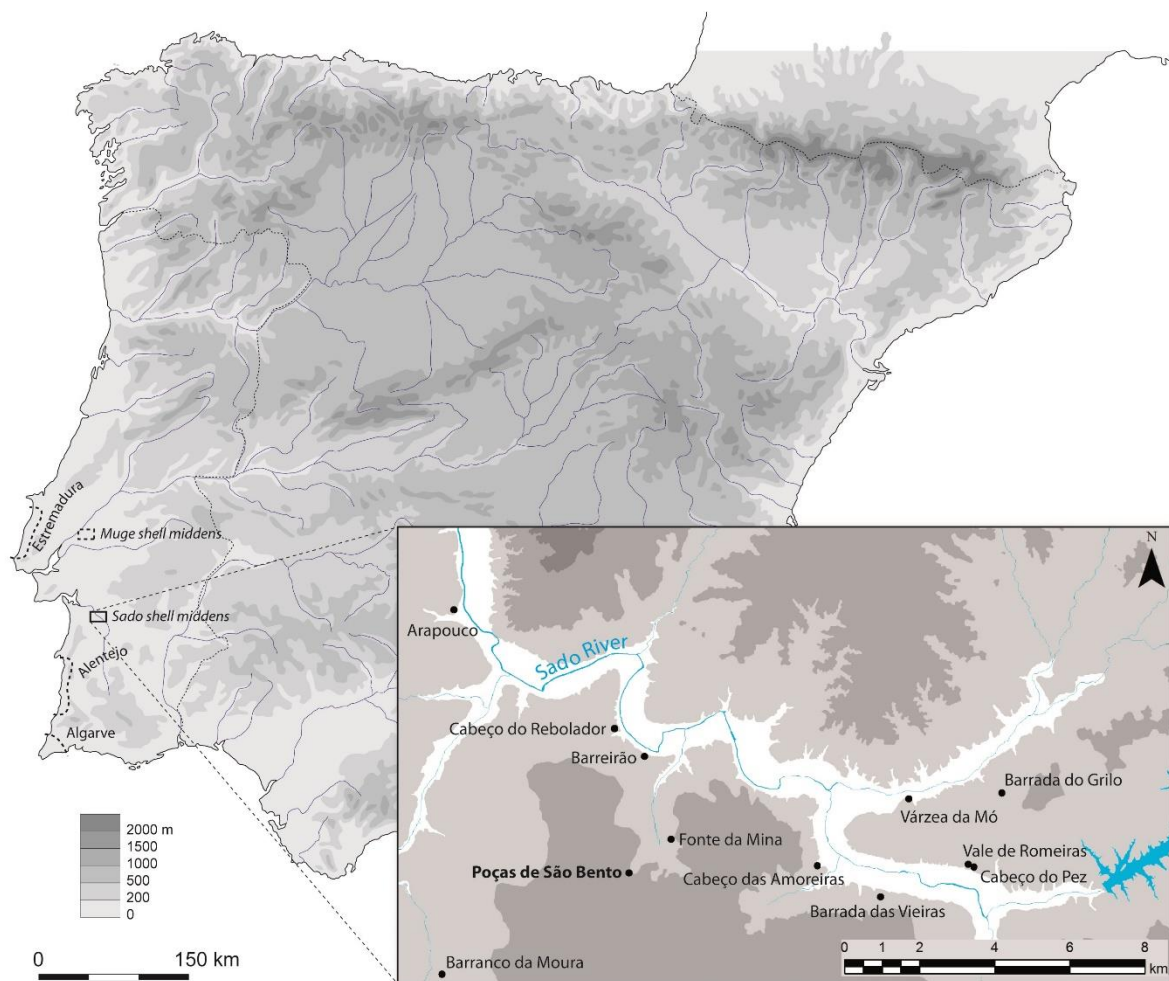 Estremadura
Muge shell middens
Sado shell middens
Alentejo
Algarve
2000 m
1500
1000
500
200
0
0 150 km
N
Arapouco
Sado River
Cabeço do Rebolador
Barreirão
Barrada do Grilo
Várzea da Mó
Fonte da Mina
Vale de Romeiras
Poças de São Bento
Cabeço das Amoreiras
Cabeço do Pez
Barrada das Vieiras
Barranco da Moura
0 1 2 4 6 8
km